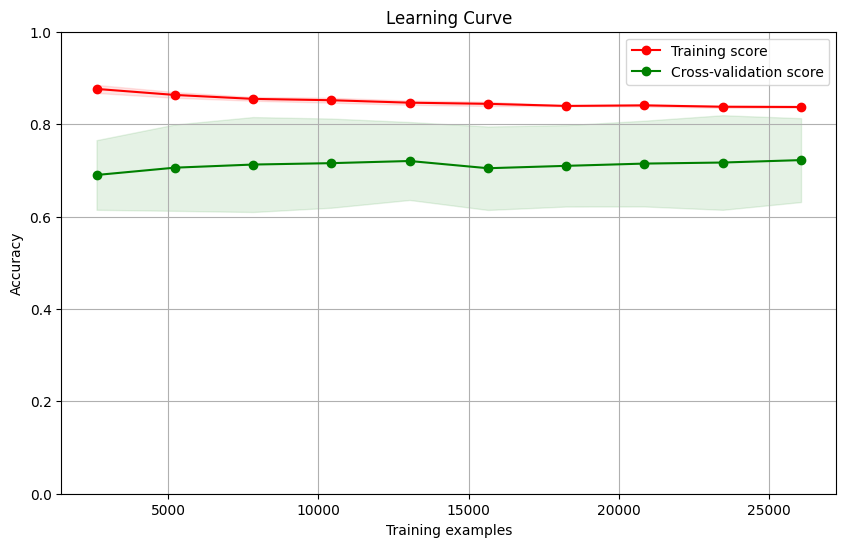 Learning Curve
Training score
Cross-validation score
1.0
0.8
0.6
0.4
0.2
0.0
Accuracy
5000
10000
15000
20000
25000
Training examples